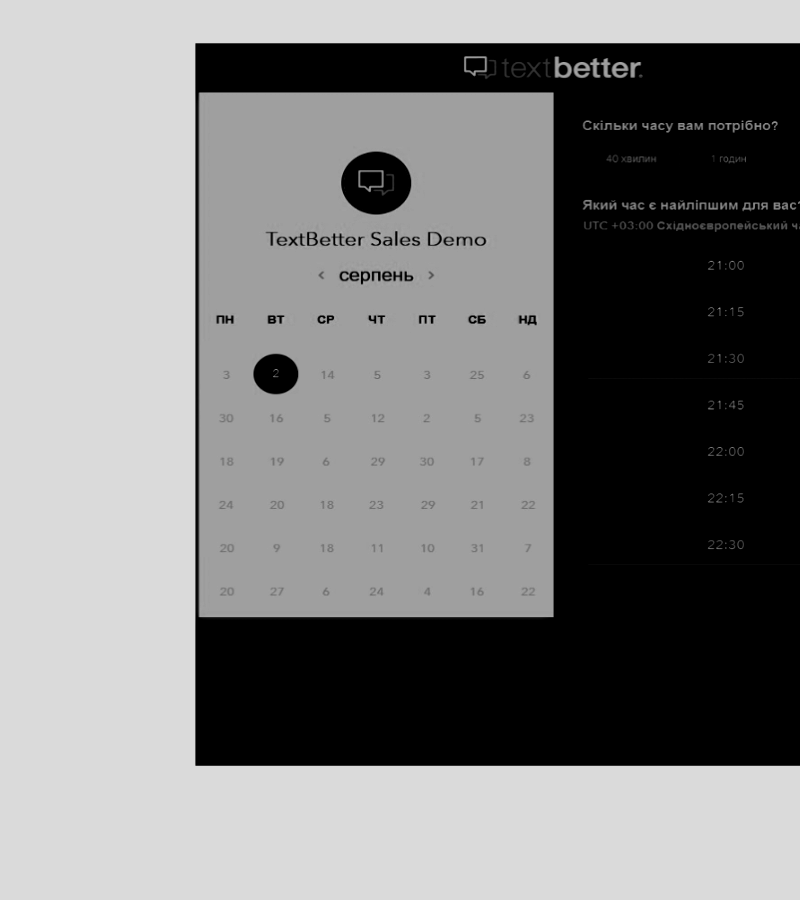 textbetter.
TextBetter Sales Demo
< серпень >
ПН ВТ СР ЧТ ПТ СБ НД
3 2 14 5 3 25 6
30 16 5 12 2 5 23
18 19 6 29 30 17 8
24 20 18 23 29 21 22
20 9 18 11 10 31 7
20 27 6 24 4 16 22
Скільки часу вам потрібно?
40 хвилин 1 годин
Який час є найліпшим для вас?
UTC +03:00 Східноєвропейський ч
21:00
21:15
21:30
21:45
22:00
22:15
22:30